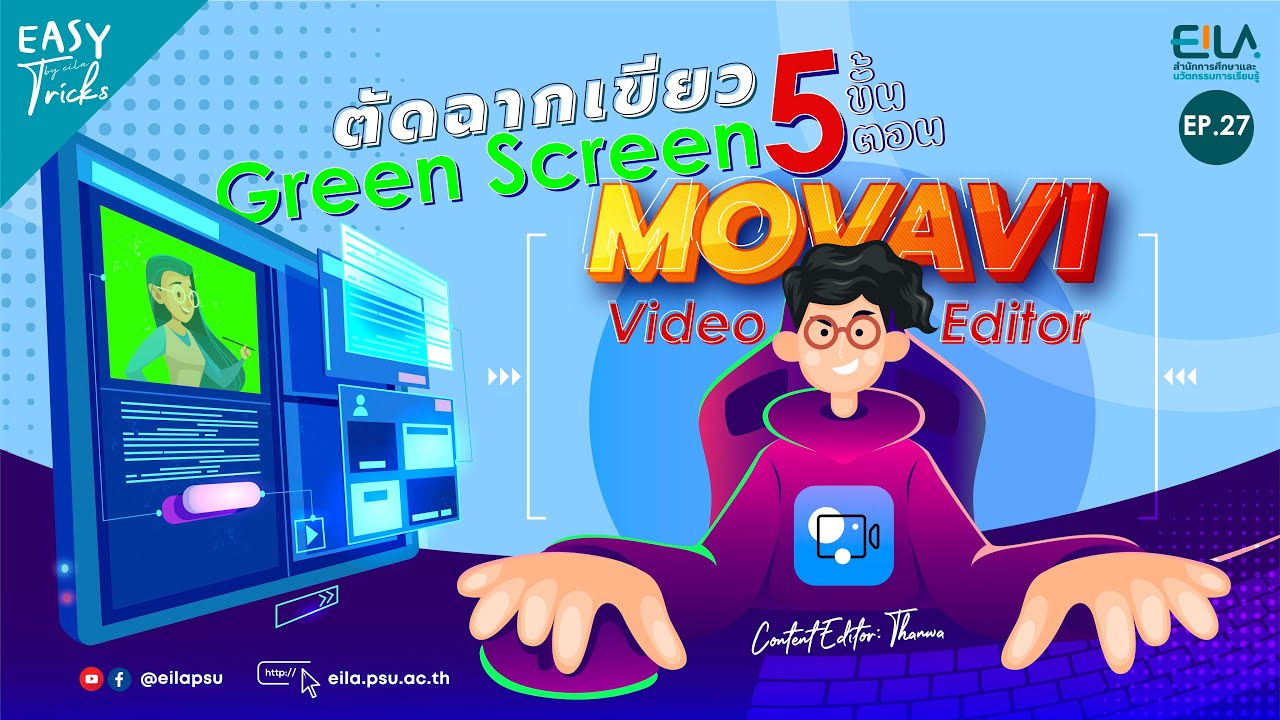 EASY
by eila
Tricks
EILA
สำนักการศึกษาและ
นวัตกรรมการเรียนรู้
EP.27
ตัดฉากเขียว 5 ขั้น
ตอน
Green Screen
MOVAVI
Video Editor
Content Editor: Thanwa
@eilapsu
http://
eila.psu.ac.th